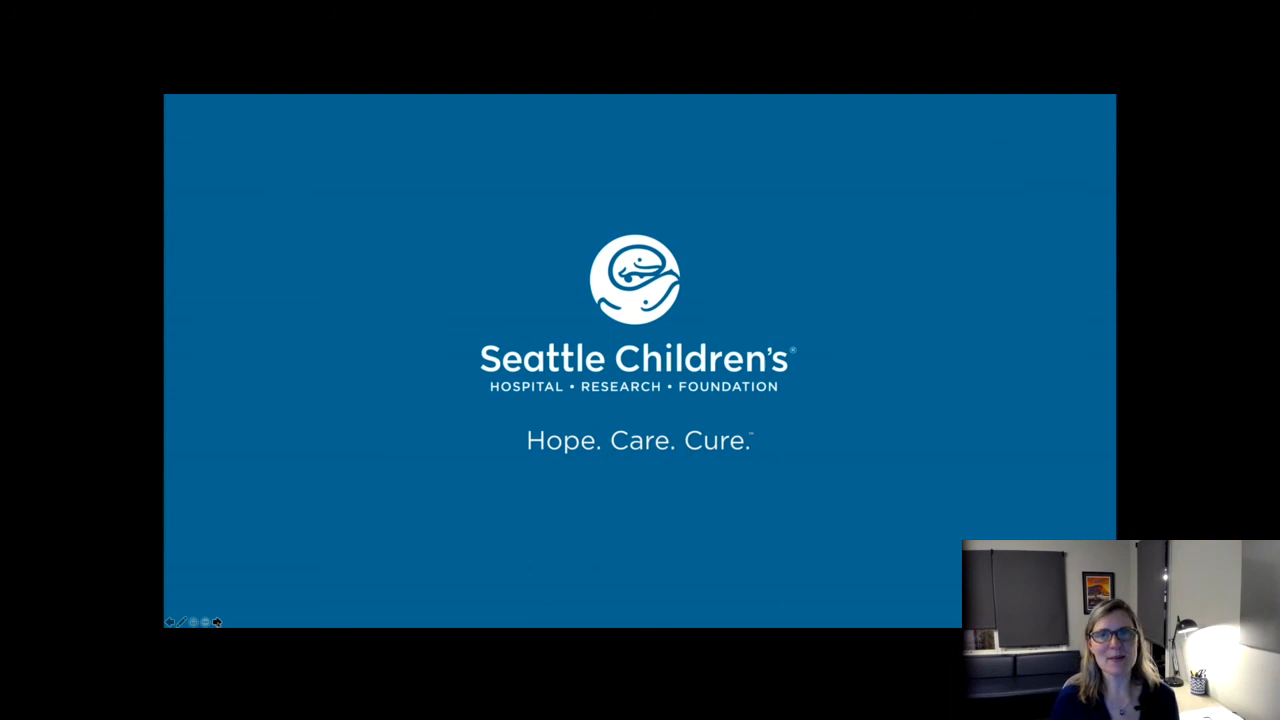 Seattle Children's®
HOSPITAL • RESEARCH • FOUNDATION
Hope. Care. Cure.™